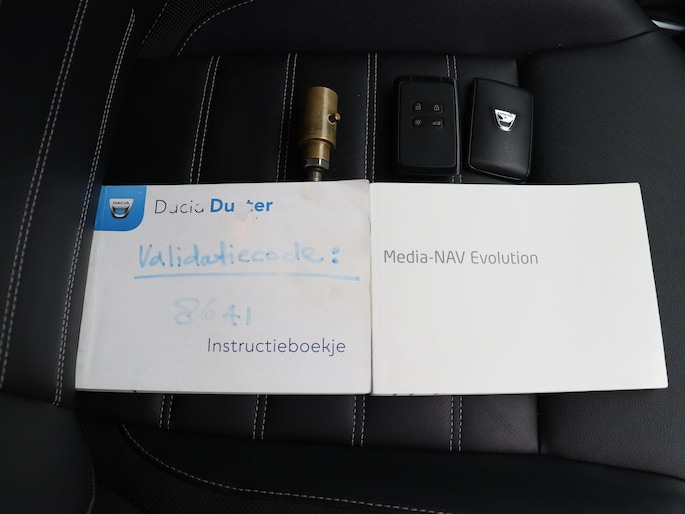 DACIA
Dacia Duster
Validatiecode:
8641
Instructieboekje
Media-NAV Evolution